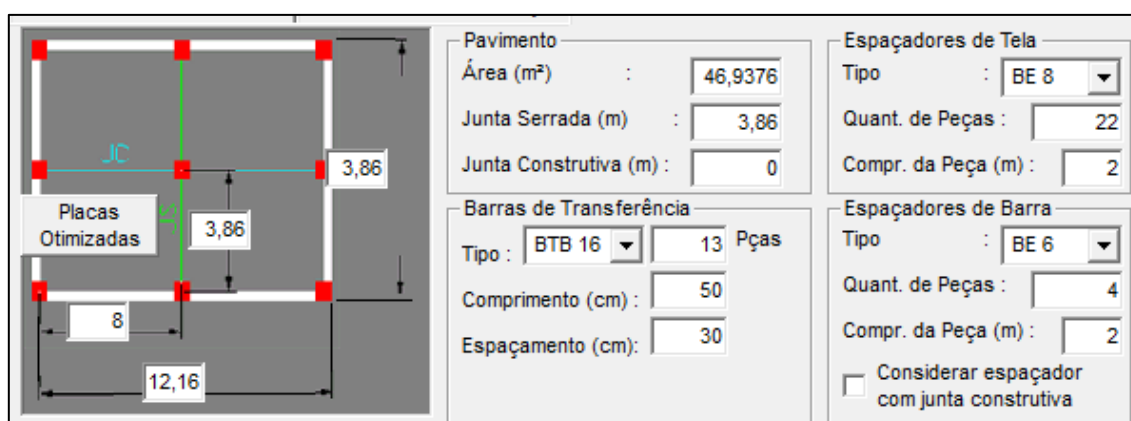 JC
JS
Placas
Otimizadas
3,86
3,86
8
12,16
Pavimento
Área (m²) : 46,9376
Junta Serrada (m) : 3,86
Junta Construtiva (m) : 0
Barras de Transferência
Tipo : BTB 16 13 Pças
Comprimento (cm) : 50
Espaçamento (cm): 30
Espaçadores de Tela
Tipo : BE 8
Quant. de Peças : 22
Compr. da Peça (m) : 2
Espaçadores de Barra
Tipo : BE 6
Quant. de Peças : 4
Compr. da Peça (m) : 2
Considerar espaçador
com junta construtiva